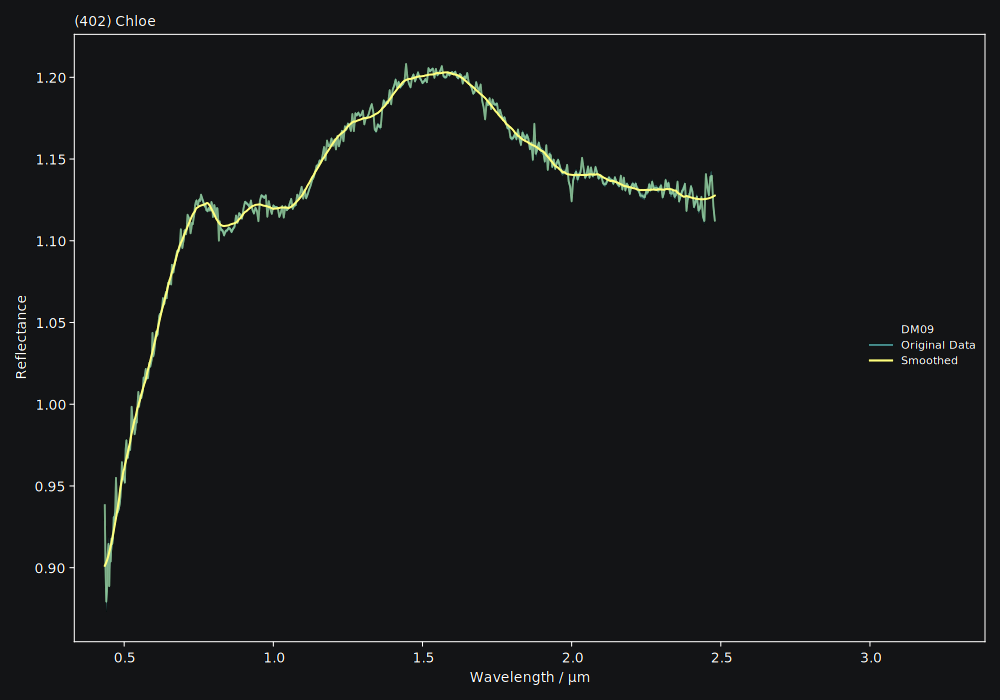 (402) Chloe
1.20
1.15
1.10
1.05
1.00
0.95
0.90
Reflectance
0.5
1.0
1.5
2.0
2.5
3.0
Wavelength / μm
DM09
Original Data
Smoothed